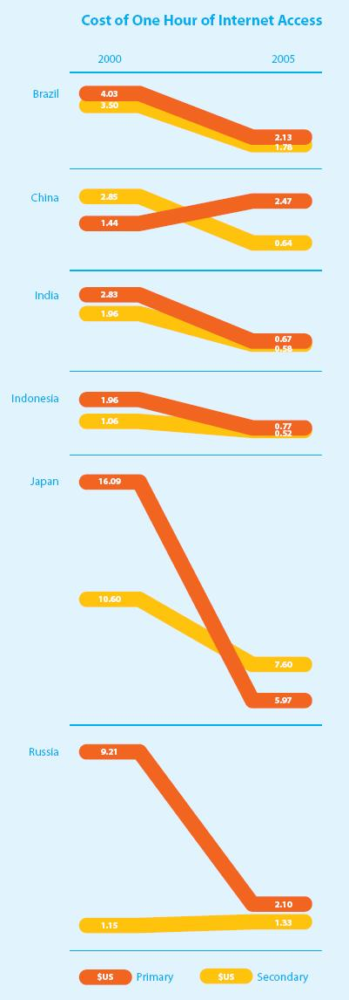 Cost of One Hour of Internet Access
2000 2005
Brazil 4.03 2.13
3.50 1.78
China 2.85 2.47
1.44 0.64
India 2.83 0.67
1.96 0.58
Indonesia 1.96 0.77
1.06 0.52
Japan 16.09
10.60 7.60
5.97
Russia 9.21
2.10
1.15 1.33
$US Primary $US Secondary